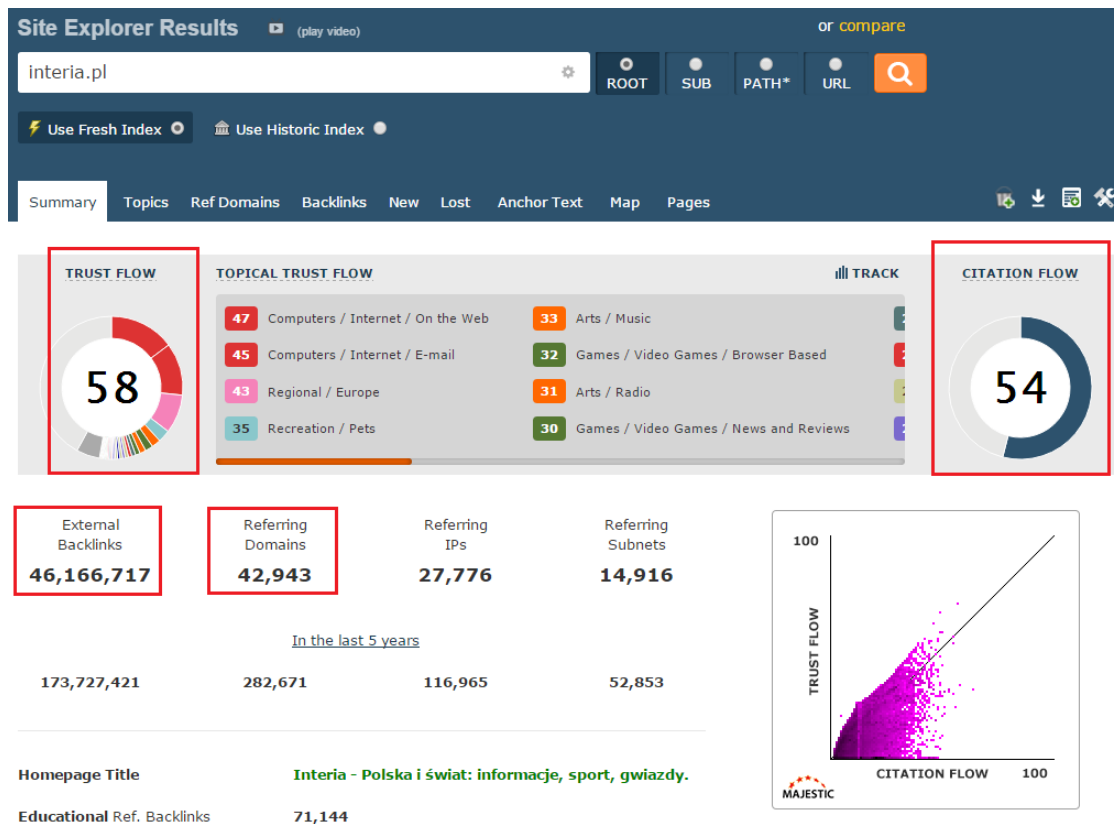 Site Explorer Results (play video) or compare
interia.pl
ROOT SUB PATH* URL
Use Fresh Index Use Historic Index
Summary Topics Ref Domains Backlinks New Lost Anchor Text Map Pages
TRUST FLOW TOPICAL TRUST FLOW TRACK CITATION FLOW
47 Computers / Internet / On the Web 33 Arts / Music
45 Computers / Internet / E-mail 32 Games / Video Games / Browser Based
58 54
43 Regional / Europe 31 Arts / Radio
35 Recreation / Pets 30 Games / Video Games / News and Reviews
External Backlinks Referring Domains Referring IPs Referring Subnets
46,166,717 42,943 27,776 14,916
In the last 5 years
173,727,421 282,671 116,965 52,853
100
TRUST FLOW
CITATION FLOW 100
MAJESTIC
Homepage Title Interia - Polska i świat: informacje, sport, gwiazdy.
Educational Ref. Backlinks 71,144